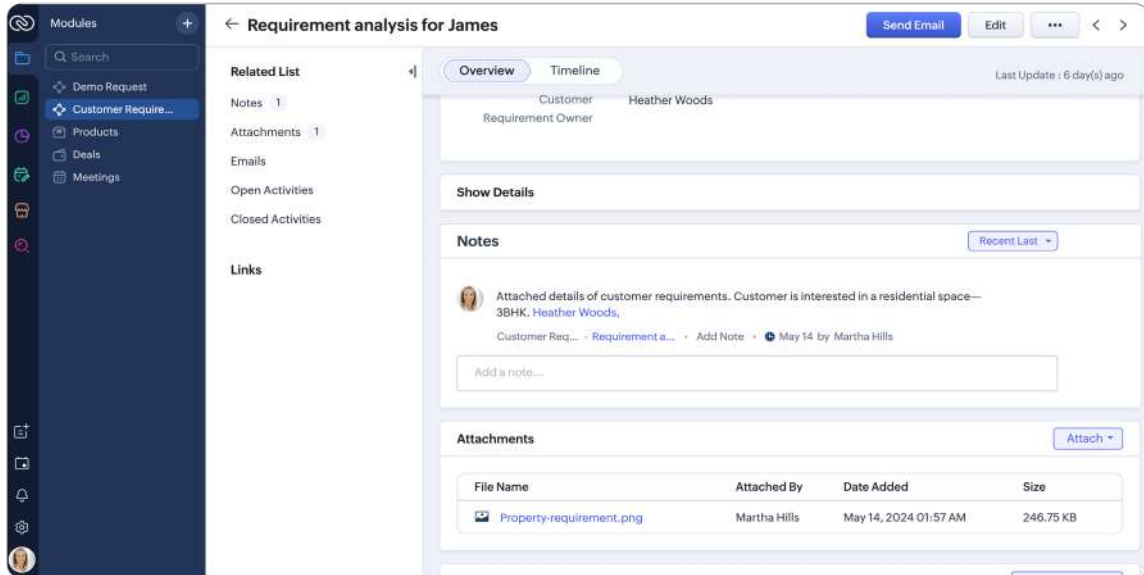 Modules
+
Requirement analysis for James
Send Email
Edit
Search
Demo Request
Customer Require...
Products
Deals
Meetings
Related List
Notes 1
Attachments 1
Emails
Open Activities
Closed Activities
Links
Overview
Timeline
Last Update : 6 day(s) ago
Customer
Requirement Owner
Heather Woods
Show Details
Notes
Recent Last
Attached details of customer requirements. Customer is interested in a residential space—
3BHK. Heather Woods,
Customer Req... · Requirement a... · Add Note · May 14 by Martha Hills
Add a note...
Attachments
Attach
File Name Attached By Date Added Size
Property-requirement.png Martha Hills May 14, 2024 01:57 AM 246.75 KB